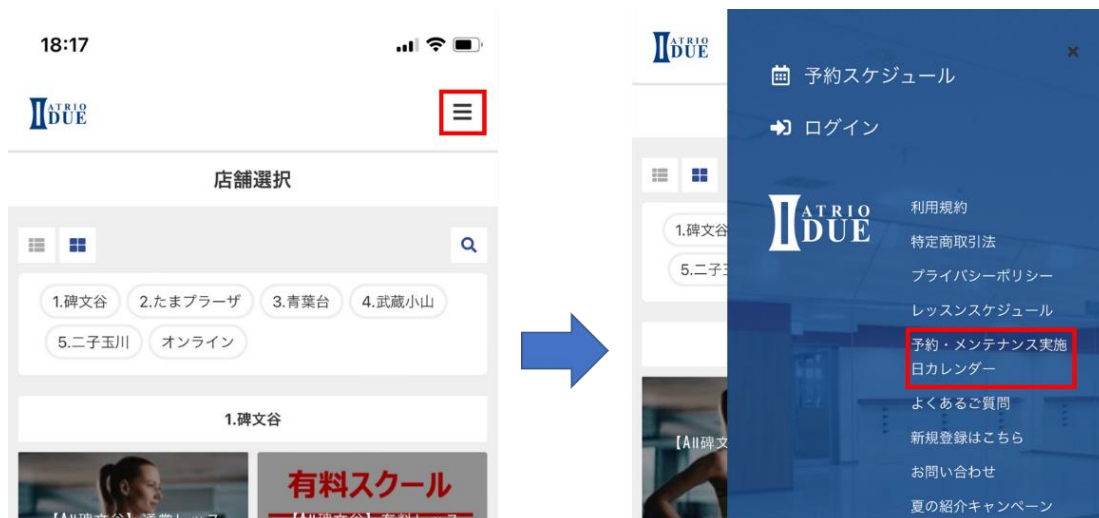 18:17
ATRIO
DUE
店舗選択
1.碑文谷
2.たまプラーザ
3.青葉台
4.武蔵小山
5.二子玉川
オンライン
1.碑文谷
有料スクール
ATRIO
DUE
1.碑文谷
5.二子
【All碑文
予約スケジュール
ログイン
ATRIO
DUE
利用規約
特定商取引法
プライバシーポリシー
レッスンスケジュール
予約・メンテナンス実施
日カレンダー
よくあるご質問
新規登録はこちら
お問い合わせ
夏の紹介キャンペーン